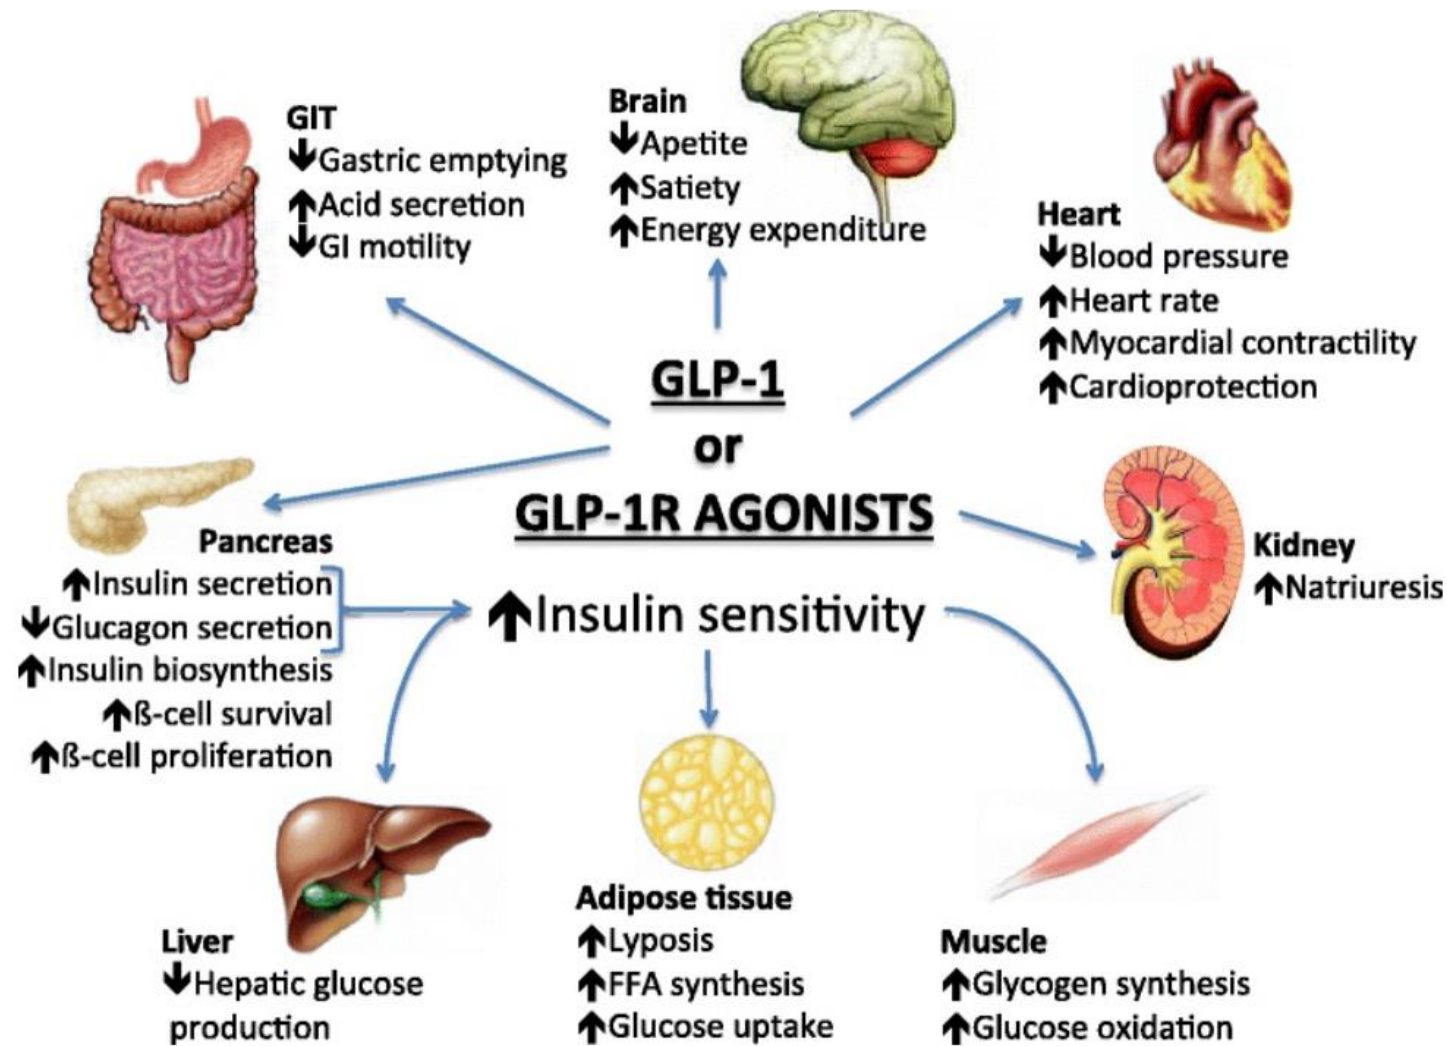 GIT
↓Gastric emptying
↑Acid secretion
↓GI motility
Brain
↓Apetite
↑Satiety
↑Energy expenditure
Heart
↓Blood pressure
↑Heart rate
↑Myocardial contractility
↑Cardioprotection
GLP-1
or
GLP-1R AGONISTS
↑Insulin sensitivity
Pancreas
↑Insulin secretion
↓Glucagon secretion
↑Insulin biosynthesis
↑ß-cell survival
↑ß-cell proliferation
Kidney
↑Natriuresis
Liver
↓Hepatic glucose
production
Adipose tissue
↑Lyposis
↑FFA synthesis
↑Glucose uptake
Muscle
↑Glycogen synthesis
↑Glucose oxidation